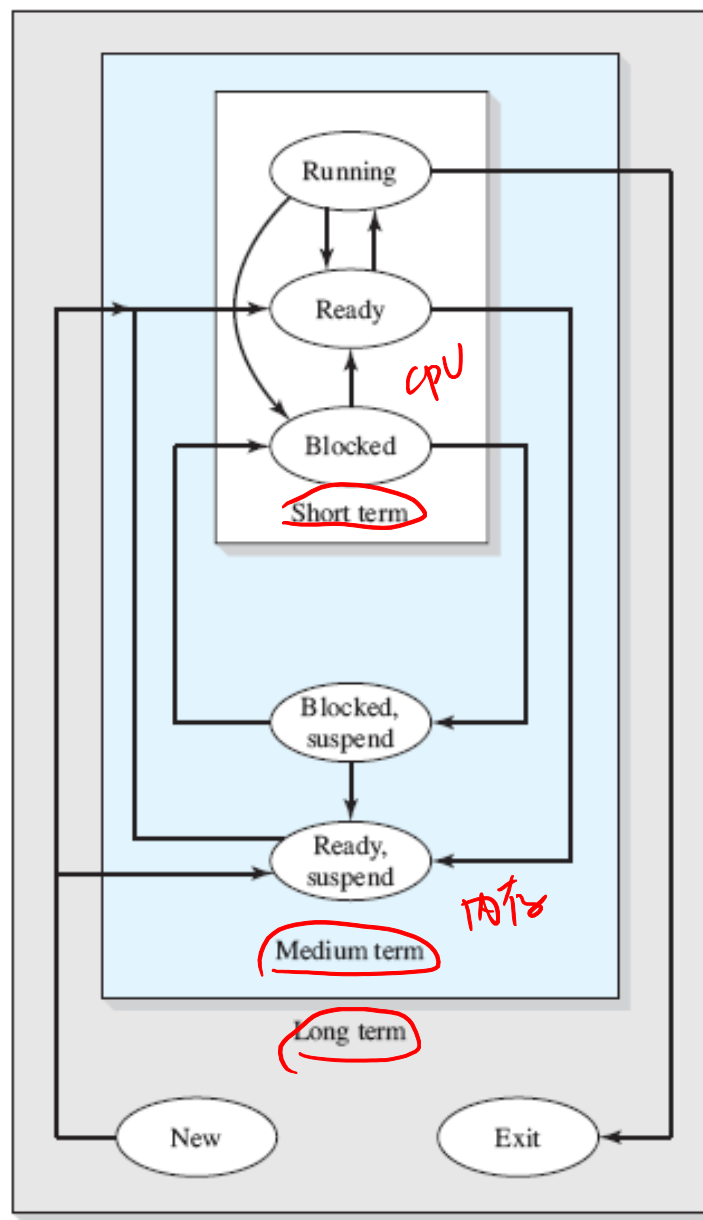 Running
Ready
CPU
Blocked
Short term
Blocked,
suspend
Ready,
suspend
内存
Medium term
Long term
New
Exit